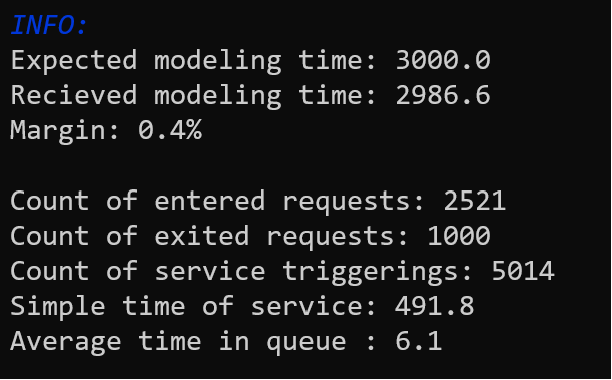 INFO:
Expected modeling time: 3000.0
Recieved modeling time: 2986.6
Margin: 0.4%
Count of entered requests: 2521
Count of exited requests: 1000
Count of service triggerings: 5014
Simple time of service: 491.8
Average time in queue : 6.1